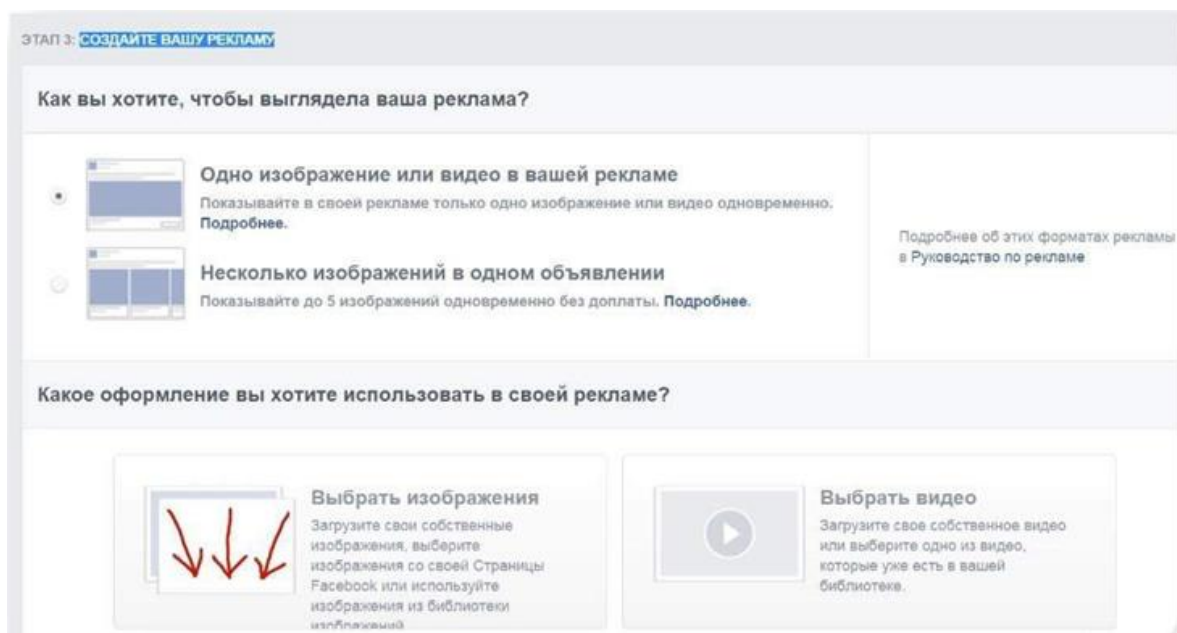 ЭТАП 3: СОЗДАЙТЕ ВАШУ РЕКЛАМУ
Как вы хотите, чтобы выглядела ваша реклама?
Одно изображение или видео в вашей рекламе
Показывайте в своей рекламе только одно изображение или видео одновременно.
Подробнее.
Несколько изображений в одном объявлении
Показывайте до 5 изображений одновременно без доплаты. Подробнее.
Подробнее об этих форматах рекламы
в Руководство по рекламе
Какое оформление вы хотите использовать в своей рекламе?
Выбрать изображения
Загрузите свои собственные
изображения, выберите
изображения со своей Страницы
Facebook или используйте
изображения из библиотеки
изображений
Выбрать видео
Загрузите свое собственное видео
или выберите одно из видео,
которые уже есть в вашей
библиотеке.